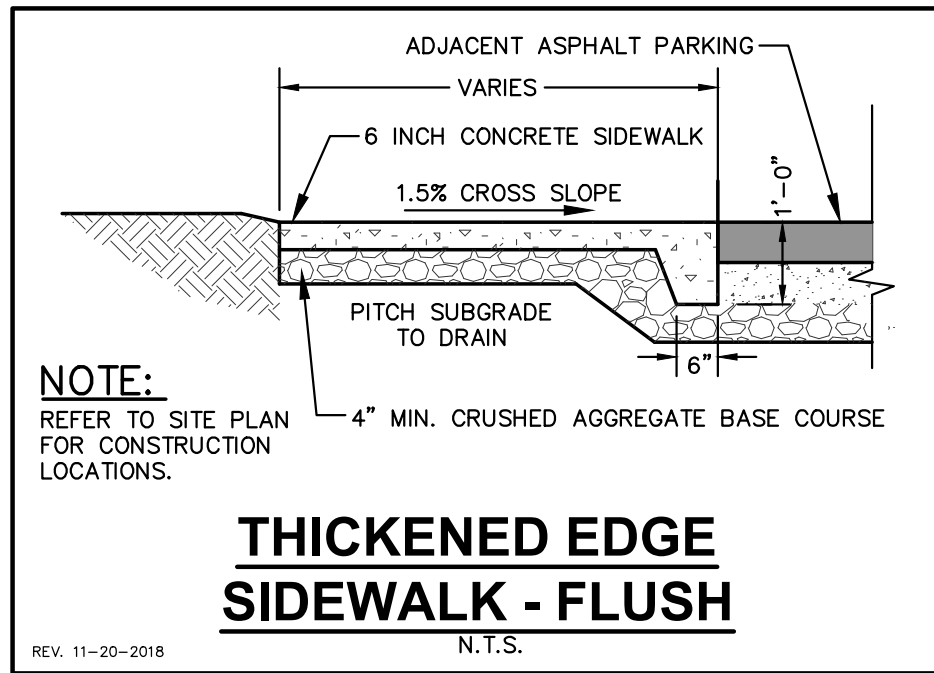 ADJACENT ASPHALT PARKING
VARIES
6 INCH CONCRETE SIDEWALK
1.5% CROSS SLOPE
1'-0"
PITCH SUBGRADE
TO DRAIN
6"
NOTE:
REFER TO SITE PLAN
FOR CONSTRUCTION
LOCATIONS.
4" MIN. CRUSHED AGGREGATE BASE COURSE
THICKENED EDGE
SIDEWALK - FLUSH
N.T.S.
REV. 11-20-2018